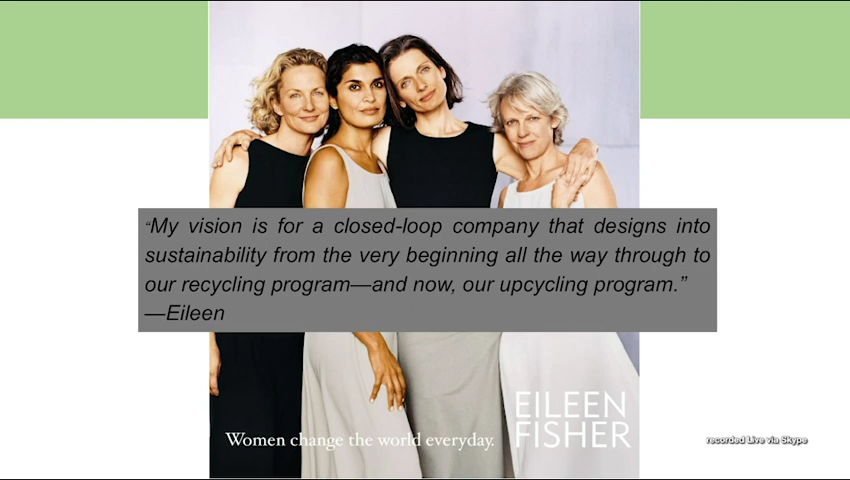 “My vision is for a closed-loop company that designs into
sustainability from the very beginning all the way through to
our recycling program—and now, our upcycling program.”
—Eileen
Women change the world everyday.
EILEEN
FISHER
recorded Live via Skype